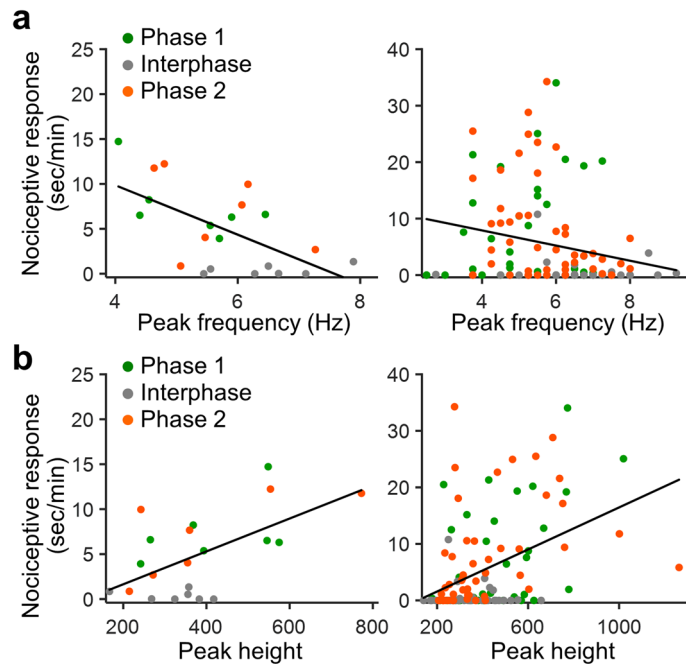 a
Phase 1
Interphase
Phase 2
Nociceptive response
(sec/min)
25
20
15
10
5
0
4
6
8
Peak frequency (Hz)
40
30
20
10
0
4
6
8
Peak frequency (Hz)
b
Phase 1
Interphase
Phase 2
Nociceptive response
(sec/min)
25
20
15
10
5
0
200
400
600
800
Peak height
40
30
20
10
0
200
600
1000
Peak height